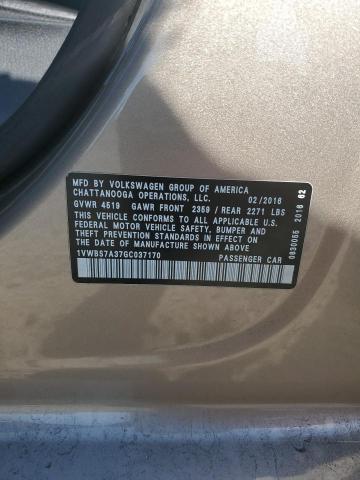 MFD BY VOLKSWAGEN GROUP OF AMERICA
CHATTANOOGA OPERATIONS, LLC. 02/2016
GVWR 4519 GAWR FRONT 2359 / REAR 2271 LBS
THIS VEHICLE CONFORMS TO ALL APPLICABLE U.S.
FEDERAL MOTOR VEHICLE SAFETY, BUMPER AND
THEFT PREVENTION STANDARDS IN EFFECT ON
THE DATE OF MANUFACTURE SHOWN ABOVE.
1VWBS7A37GC037170 PASSENGER CAR
0830055 2016 62